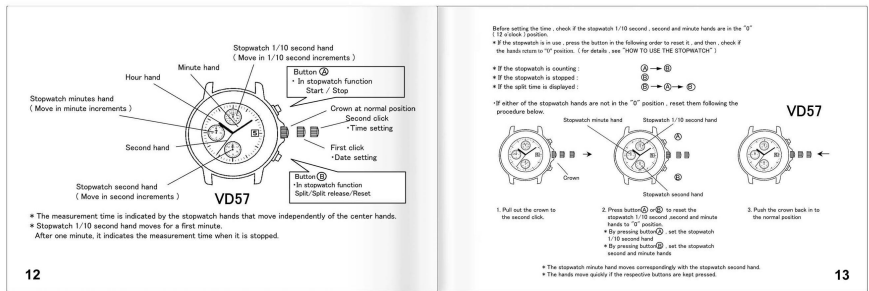 Stopwatch 1/10 second hand
( Move in 1/10 second increments )
Minute hand
Hour hand
Stopwatch minutes hand
( Move in minute increments )
Second hand
Stopwatch second hand
( Move in second increments )
Button Ⓐ
・In stopwatch function
Start / Stop
Crown at normal position
Second click
・Time setting
First click
・Date setting
Button Ⓑ
・In stopwatch function
Split/Split release/Reset
5
VD57
* The measurement time is indicated by the stopwatch hands that move independently of the center hands.
* Stopwatch 1/10 second hand moves for a first minute.
After one minute, it indicates the measurement time when it is stopped.
12
Before setting the time , check if the stopwatch 1/10 second , second and minute hands are in the "0"
( 12 o'clock ) position.
* If the stopwatch is in use , press the button in the following order to reset it , and then , check if
the hands return to "0" position. ( for details , see "HOW TO USE THE STOPWATCH" )
* If the stopwatch is counting : Ⓐ → Ⓑ
* If the stopwatch is stopped : Ⓑ
* If the split time is displayed : Ⓑ → Ⓐ → Ⓑ
・If either of the stopwatch hands are not in the "0" position , reset them following the
procedure below.
VD57
Stopwatch minute hand
Stopwatch 1/10 second hand
Ⓐ
Crown
Ⓑ
Stopwatch second hand
1. Pull out the crown to
the second click.
2. Press button Ⓐ or Ⓑ to reset the
stopwatch 1/10 second ,second and minute
hands to "0" position.
* By pressing button Ⓐ , set the stopwatch
1/10 second hand
* By pressing button Ⓑ , set the stopwatch
second and minute hands
3. Push the crown back in to
the normal position
* The stopwatch minute hand moves correspondingly with the stopwatch second hand.
* The hands move quickly if the respective buttons are kept pressed.
13